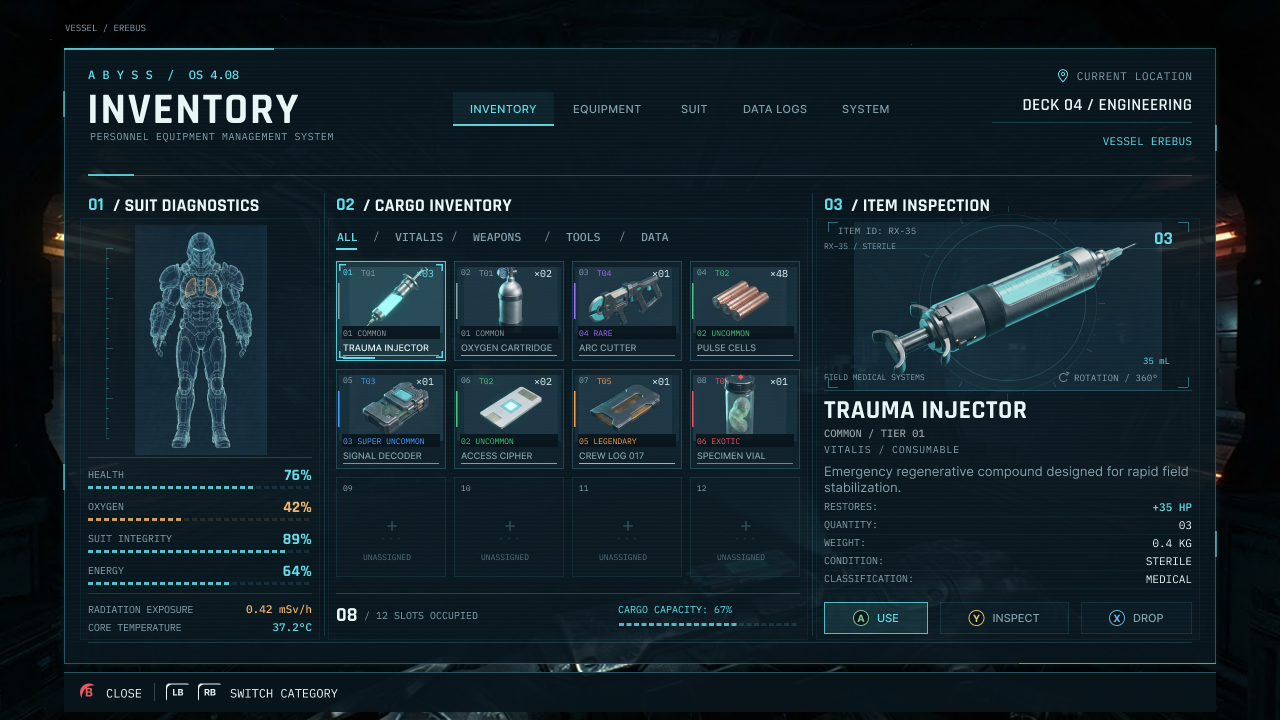 VESSEL / EREBUS
ABYSS / OS 4.08
INVENTORY
PERSONNEL EQUIPMENT MANAGEMENT SYSTEM
INVENTORY
EQUIPMENT
SUIT
DATA LOGS
SYSTEM
CURRENT LOCATION
DECK 04 / ENGINEERING
VESSEL EREBUS
01 / SUIT DIAGNOSTICS
HEALTH 76%
OXYGEN 42%
SUIT INTEGRITY 89%
ENERGY 64%
RADIATION EXPOSURE 0.42 mSv/h
CORE TEMPERATURE 37.2°C
02 / CARGO INVENTORY
ALL / VITALIS / WEAPONS / TOOLS / DATA
01 T01 ×03
01 COMMON
TRAUMA INJECTOR
02 T01 ×02
01 COMMON
OXYGEN CARTRIDGE
03 T04 ×01
04 RARE
ARC CUTTER
04 T02 ×48
02 UNCOMMON
PULSE CELLS
05 T03 ×01
03 SUPER UNCOMMON
SIGNAL DECODER
06 T02 ×02
02 UNCOMMON
ACCESS CIPHER
07 T05 ×01
05 LEGENDARY
CREW LOG 017
08 ×01
06 EXOTIC
SPECIMEN VIAL
09
+
UNASSIGNED
10
+
UNASSIGNED
11
+
UNASSIGNED
12
+
UNASSIGNED
08 / 12 SLOTS OCCUPIED
CARGO CAPACITY: 67%
03 / ITEM INSPECTION
ITEM ID: RX-35
03
RX-35 / STERILE
35 mL
FIELD MEDICAL SYSTEMS
ROTATION / 360°
TRAUMA INJECTOR
COMMON / TIER 01
VITALIS / CONSUMABLE
Emergency regenerative compound designed for rapid field
stabilization.
RESTORES: +35 HP
QUANTITY: 03
WEIGHT: 0.4 KG
CONDITION: STERILE
CLASSIFICATION: MEDICAL
A USE
Y INSPECT
X DROP
B CLOSE
LB RB SWITCH CATEGORY